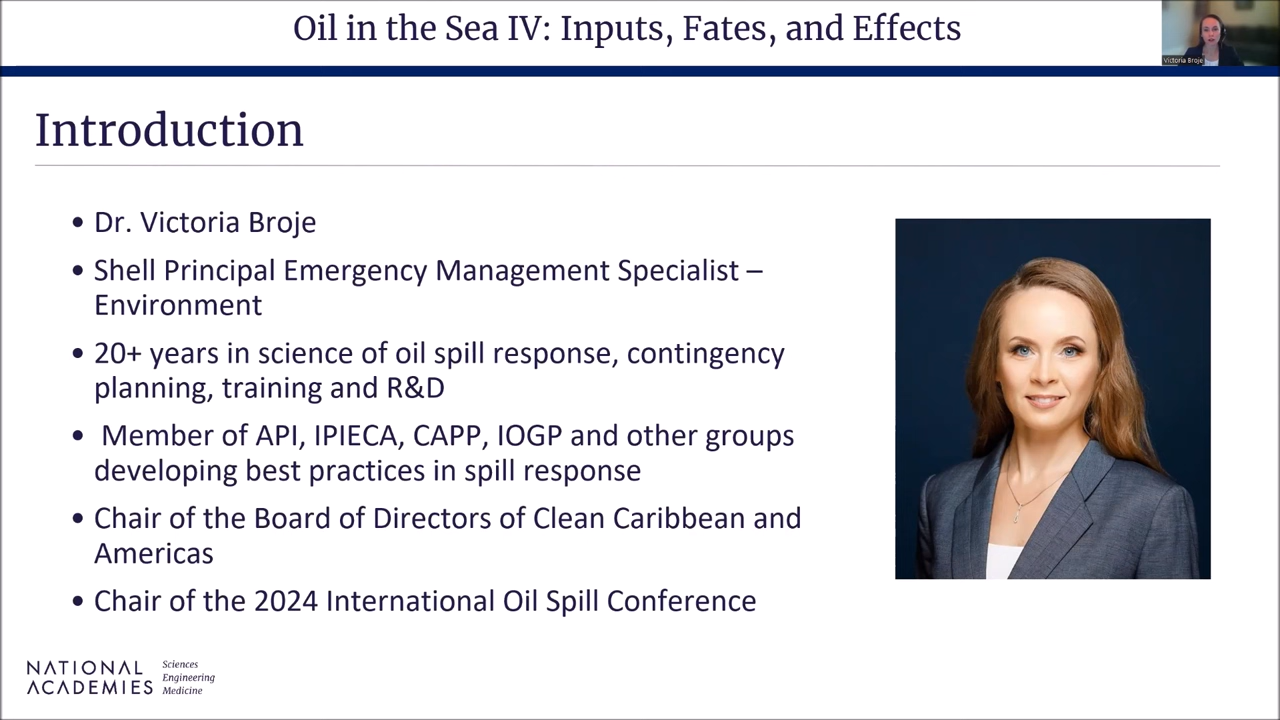 Oil in the Sea IV: Inputs, Fates, and Effects
Victoria Broje
Introduction
• Dr. Victoria Broje
• Shell Principal Emergency Management Specialist –
Environment
• 20+ years in science of oil spill response, contingency
planning, training and R&D
• Member of API, IPIECA, CAPP, IOGP and other groups
developing best practices in spill response
• Chair of the Board of Directors of Clean Caribbean and
Americas
• Chair of the 2024 International Oil Spill Conference
NATIONAL
ACADEMIES
Sciences
Engineering
Medicine